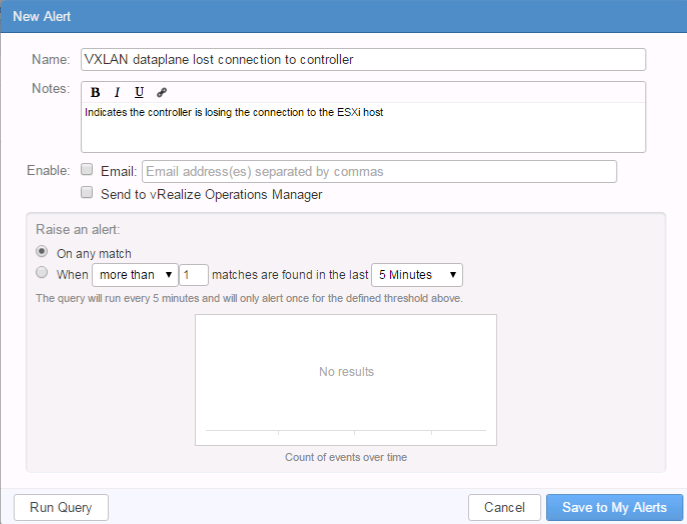 New Alert
Name: VXLAN dataplane lost connection to controller
Notes: B I U
Indicates the controller is losing the connection to the ESXi host
Enable: Email: Email address(es) separated by commas
Send to vRealize Operations Manager
Raise an alert:
On any match
When more than 1 matches are found in the last 5 Minutes
The query will run every 5 minutes and will only alert once for the defined threshold above.
No results
Count of events over time
Run Query Cancel Save to My Alerts